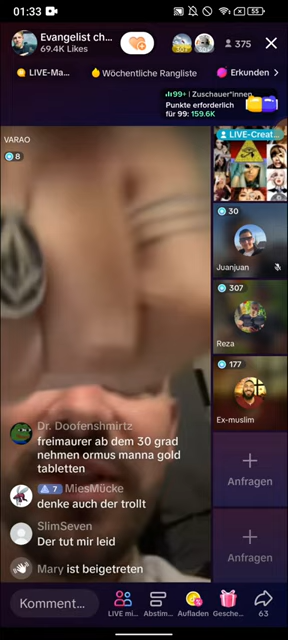 01:33
55
Evangelist ch...
69.4K Likes
307
375
LIVE-Ma...
Wöchentliche Rangliste
Erkunden
99+ | Zuschauer*innen
Punkte erforderlich
für 99: 159.6K
LIVE-Creat...
VARAO
8
30
Juanjuan
307
Reza
177
Ex-muslim
Anfragen
Anfragen
Dr. Doofenshmirtz
freimaurer ab dem 30 grad
nehmen ormus manna gold
tabletten
7 MiesMücke
denke auch der trollt
SlimSeven
Der tut mir leid
Mary ist beigetreten
Komment...
LIVE mi...
Abstim...
Aufladen
Gesche...
63